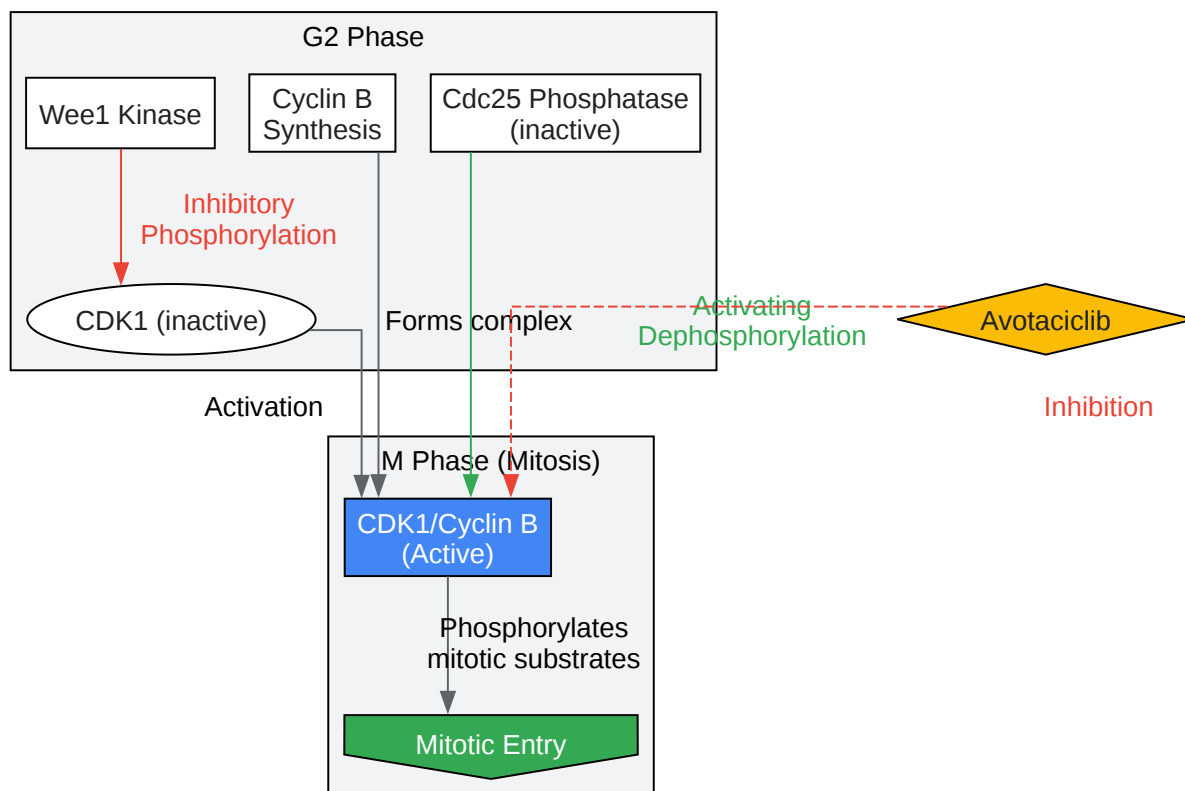 G2 Phase
Wee1 Kinase
Cyclin B
Synthesis
Cdc25 Phosphatase
(inactive)
Inhibitory
Phosphorylation
CDK1 (inactive)
Forms complex
Activating
Dephosphorylation
Avotaciclib
Activation
Inhibition
M Phase (Mitosis)
CDK1/Cyclin B
(Active)
Phosphorylates
mitotic substrates
Mitotic Entry